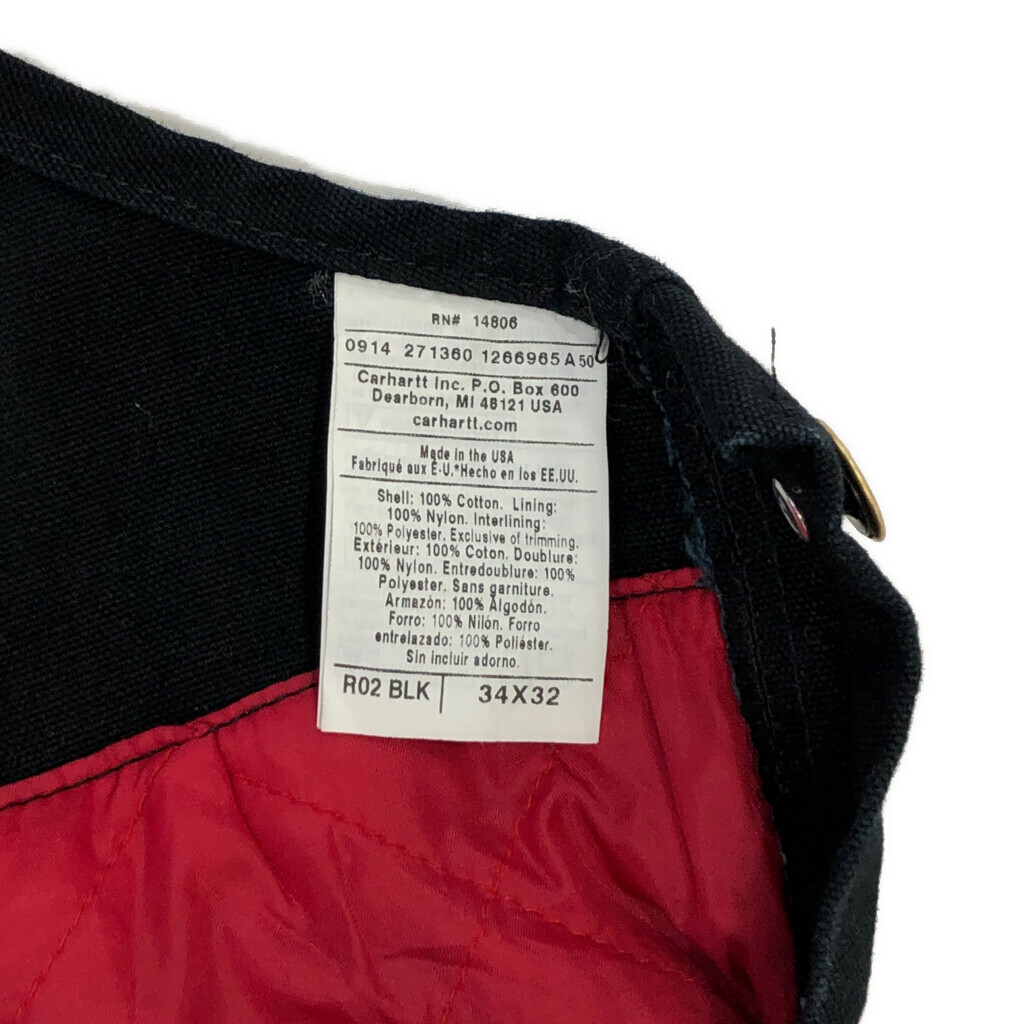 RN# 14806
0914 271360 1266965 A 50
Carhartt Inc. P.O. Box 600
Dearborn, MI 48121 USA
carhartt.com
Made in the USA
Fabriqué aux É-U.*Hecho en los EE.UU.
Shell: 100% Cotton. Lining:
100% Nylon. Interlining:
100% Polyester. Exclusive of trimming.
Extérieur: 100% Coton. Doublure:
100% Nylon. Entredoublure: 100%
Polyester. Sans garniture.
Armazón: 100% Algodón.
Forro: 100% Nilón. Forro
entrelazado: 100% Poliéster.
Sin incluir adorno.
R02 BLK 34X32